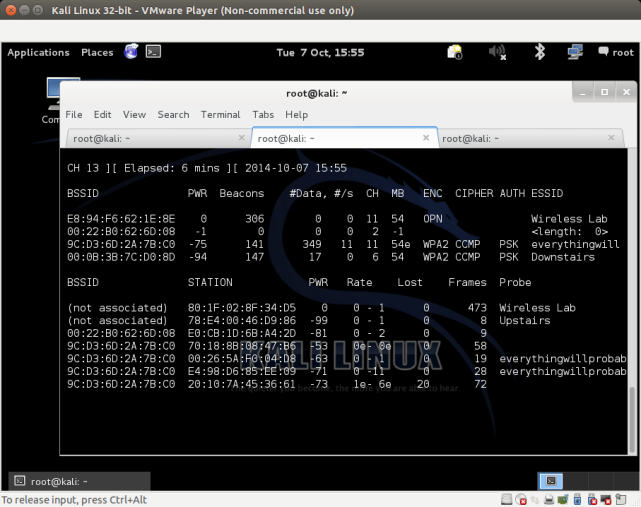 Kali Linux 32-bit - VMware Player (Non-commercial use only)
Applications Places Tue 7 Oct, 15:55 root
root@kali: ~
File Edit View Search Terminal Tabs Help
root@kali: ~ root@kali: ~ root@kali: ~
CH 13 ][ Elapsed: 6 mins ][ 2014-10-07 15:55
BSSID PWR Beacons #Data, #/s CH MB ENC CIPHER AUTH ESSID
E8:94:F6:62:1E:8E 0 306 0 0 11 54 OPN Wireless Lab
00:22:B0:62:6D:08 -1 0 0 0 2 -1 <length: 0>
9C:D3:6D:2A:7B:C0 -75 141 349 11 11 54e WPA2 CCMP PSK everythingwill
00:0B:3B:7C:D0:8D -94 147 17 0 6 54 WPA2 CCMP PSK Downstairs
BSSID STATION PWR Rate Lost Frames Probe
(not associated) 80:1F:02:8F:34:D5 0 0 - 1 0 473 Wireless Lab
(not associated) 78:E4:00:46:D9:86 -99 0 - 1 0 8 Upstairs
00:22:B0:62:6D:08 E0:CB:1D:6B:A4:2D -81 0 - 2 0 9
9C:D3:6D:2A:7B:C0 70:18:8B:08:47:B6 -53 0e- 0e 0 58
9C:D3:6D:2A:7B:C0 00:26:5A:F0:04:D8 -63 0 - 1 0 19 everythingwillprobab
9C:D3:6D:2A:7B:C0 E4:98:D6:85:EE:09 -71 0 -11 0 28 everythingwillprobab
9C:D3:6D:2A:7B:C0 20:10:7A:45:36:61 -73 1e- 6e 20 72
KALI LINUX
you become, the more you are able to hear.
root@kali: ~
To release input, press Ctrl+Alt